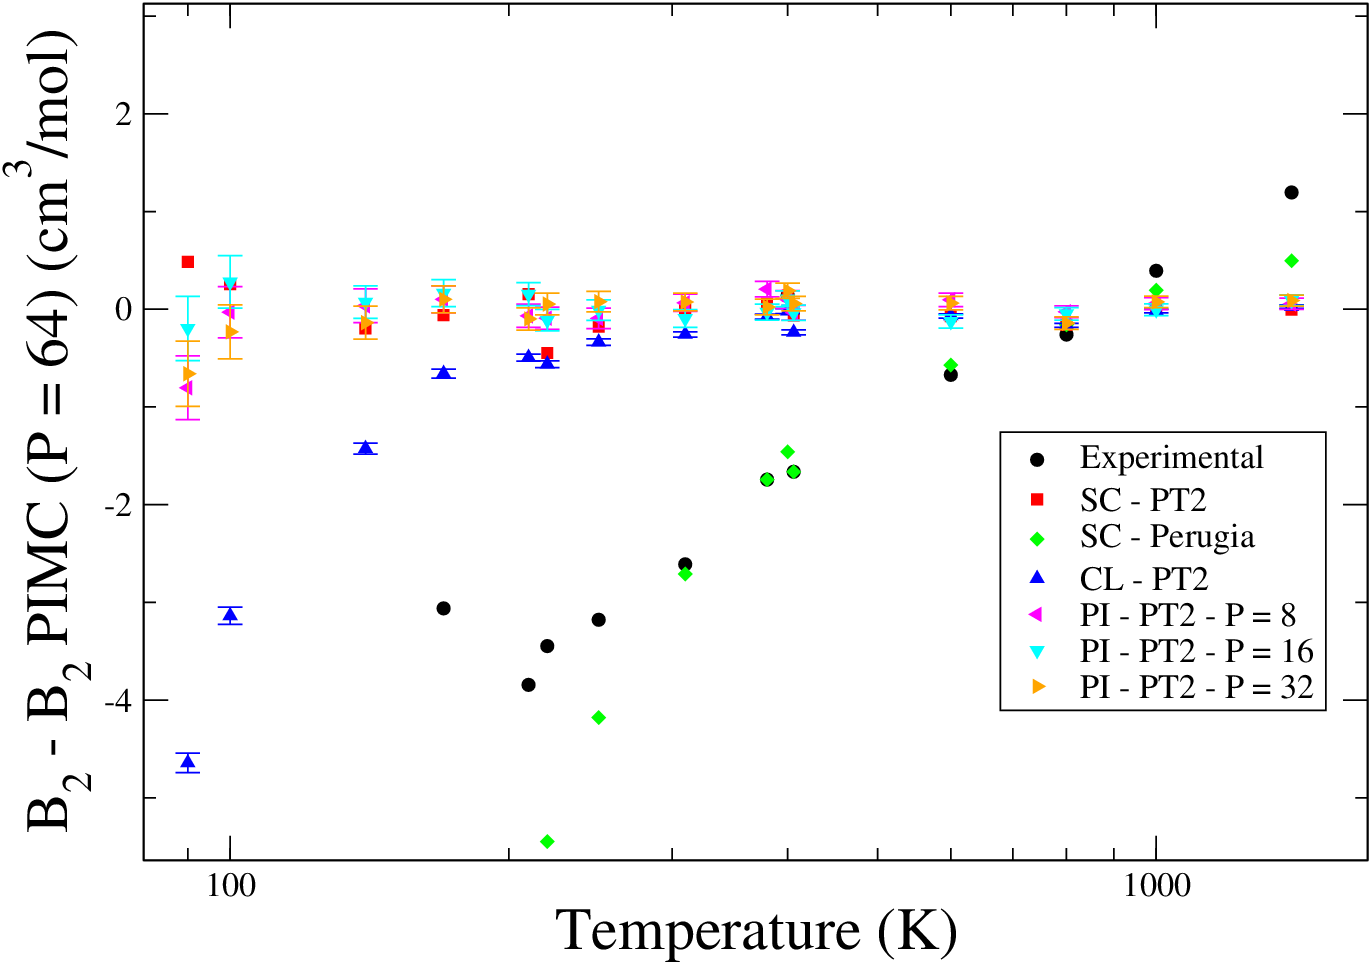 B2 - B2 PIMC (P = 64) (cm3/mol)
2
0
-2
-4
100
1000
Temperature (K)
Experimental
SC - PT2
SC - Perugia
CL - PT2
PI - PT2 - P = 8
PI - PT2 - P = 16
PI - PT2 - P = 32